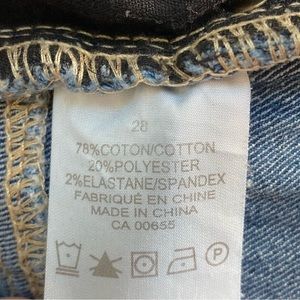 28
78%COTON/COTTON
20%POLYESTER
2%ELASTANE/SPANDEX
FABRIQUÉ EN CHINE
MADE IN CHINA
CA 00655
P